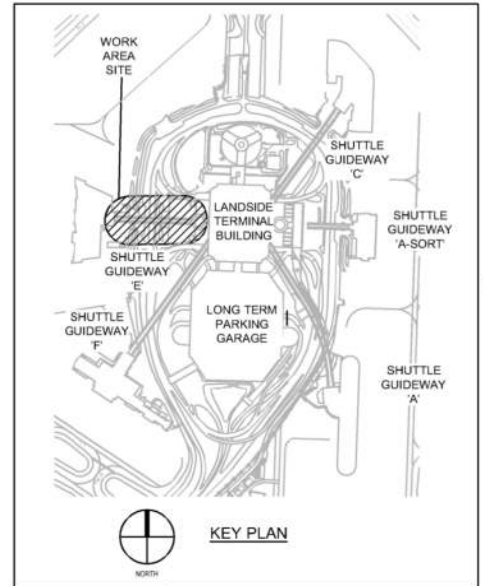 WORK
AREA
SITE
SHUTTLE
GUIDEWAY
'C'
LANDSIDE
TERMINAL
BUILDING
SHUTTLE
GUIDEWAY
'A-SORT'
SHUTTLE
GUIDEWAY
'E'
SHUTTLE
GUIDEWAY
'F'
LONG TERM
PARKING
GARAGE
SHUTTLE
GUIDEWAY
'A'
KEY PLAN
NORTH